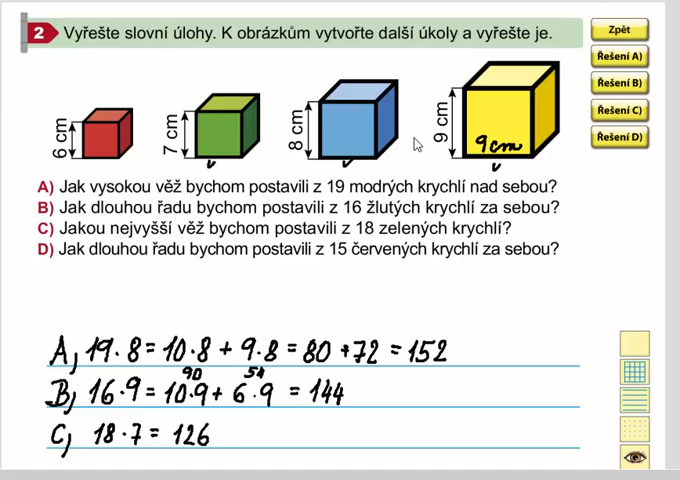 2 Vyřešte slovní úlohy. K obrázkům vytvořte další úkoly a vyřešte je.
Zpět
Řešení A)
Řešení B)
Řešení C)
Řešení D)
6 cm
7 cm
8 cm
9 cm
9 cm
A) Jak vysokou věž bychom postavili z 19 modrých krychlí nad sebou?
B) Jak dlouhou řadu bychom postavili z 16 žlutých krychlí za sebou?
C) Jakou nejvyšší věž bychom postavili z 18 zelených krychlí?
D) Jak dlouhou řadu bychom postavili z 15 červených krychlí za sebou?
A) 19 · 8 = 10 · 8 + 9 · 8 = 80 + 72 = 152
90 54
B) 16 · 9 = 10 · 9 + 6 · 9 = 144
C) 18 · 7 = 126